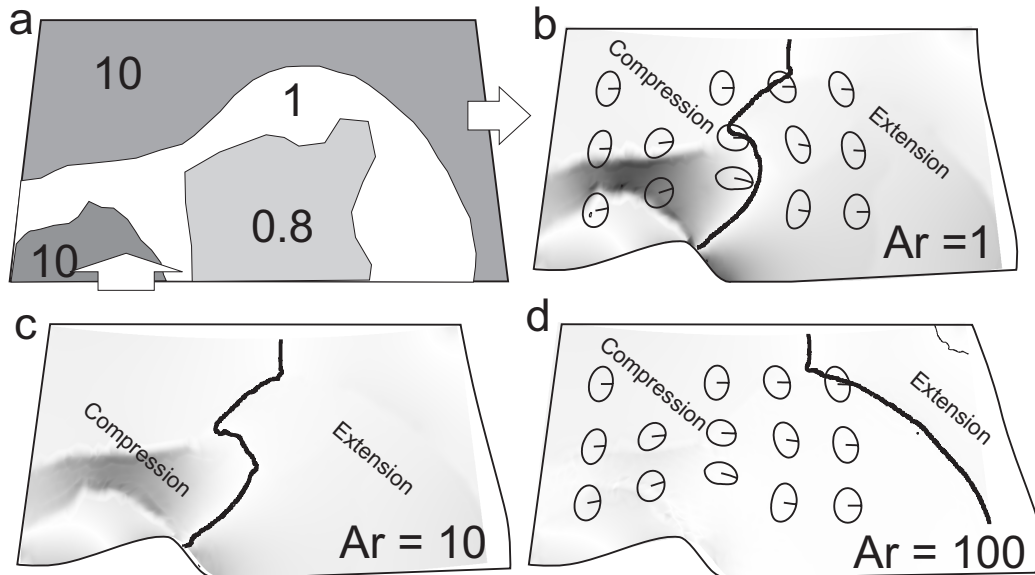 a
10
1
0.8
10
b
Compression
Extension
Ar =1
c
Compression
Extension
Ar = 10
d
Compression
Extension
Ar = 100